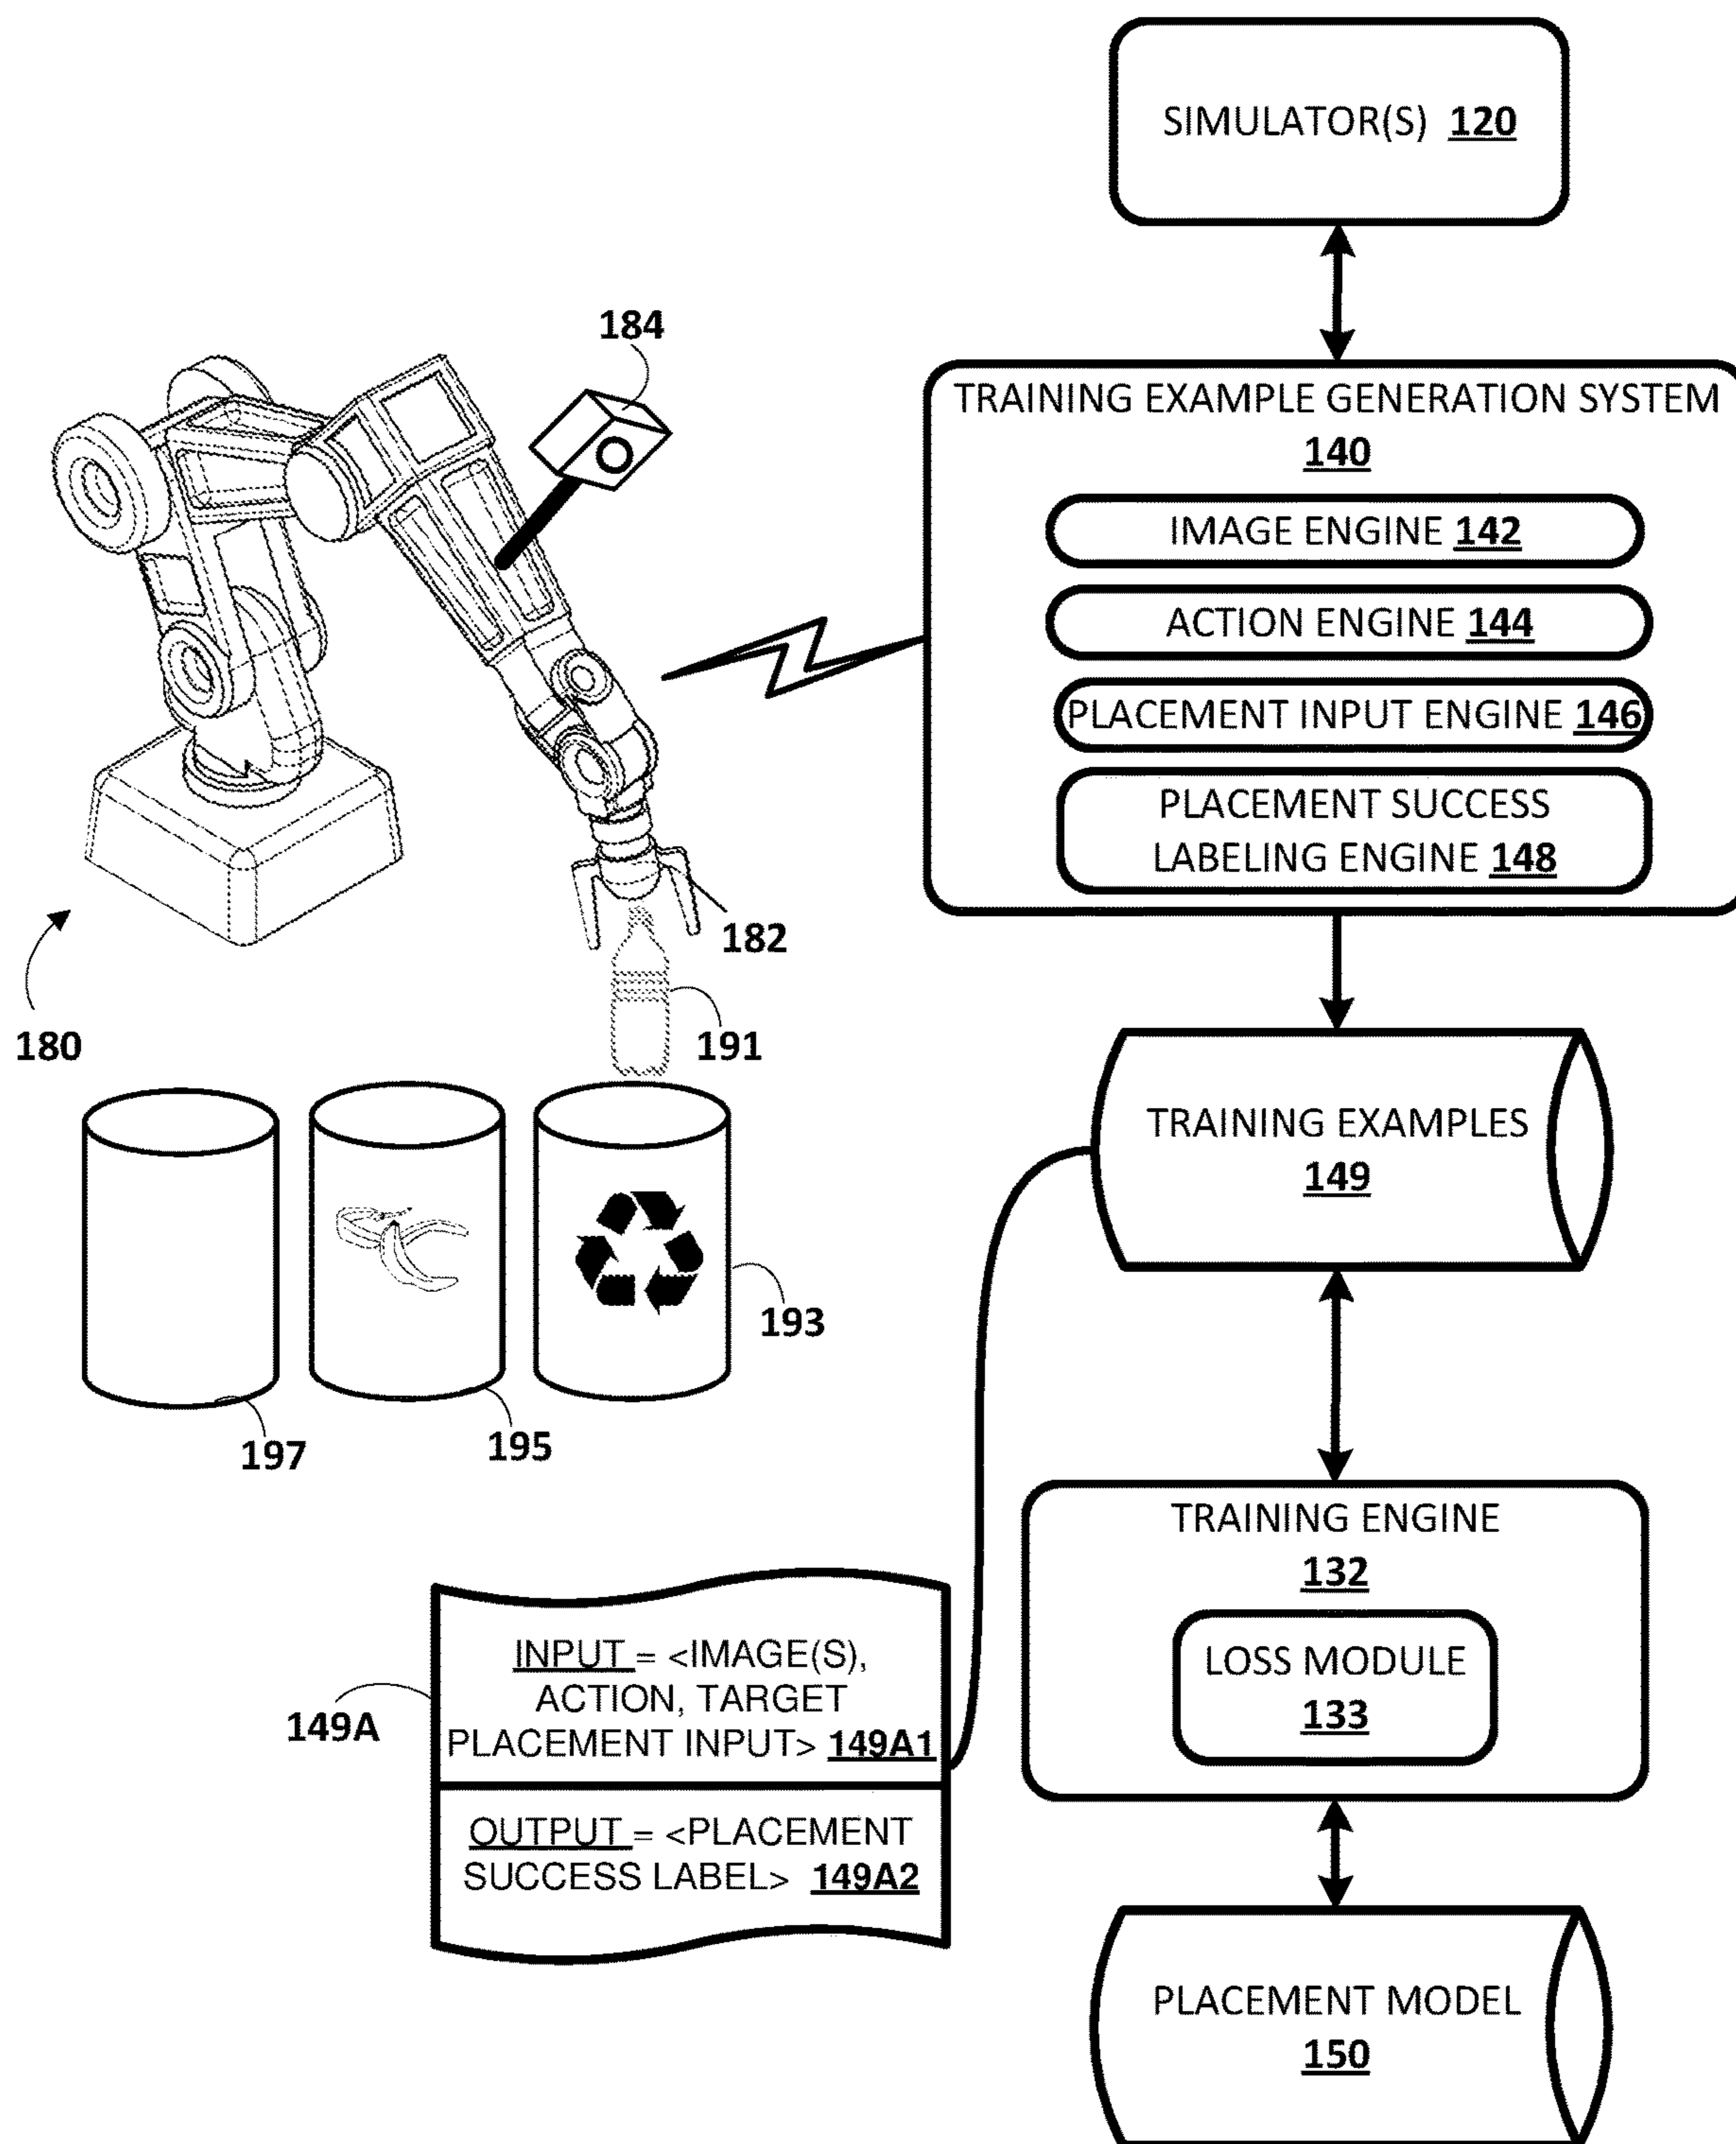 SIMULATOR(S) 120
184
TRAINING EXAMPLE GENERATION SYSTEM
140
IMAGE ENGINE 142
ACTION ENGINE 144
PLACEMENT INPUT ENGINE 146
PLACEMENT SUCCESS
LABELING ENGINE 148
182
191
180
TRAINING EXAMPLES
149
193
195
197
TRAINING ENGINE
132
LOSS MODULE
133
149A
INPUT = <IMAGE(S),
ACTION, TARGET
PLACEMENT INPUT> 149A1
OUTPUT = <PLACEMENT
SUCCESS LABEL> 149A2
PLACEMENT MODEL
150